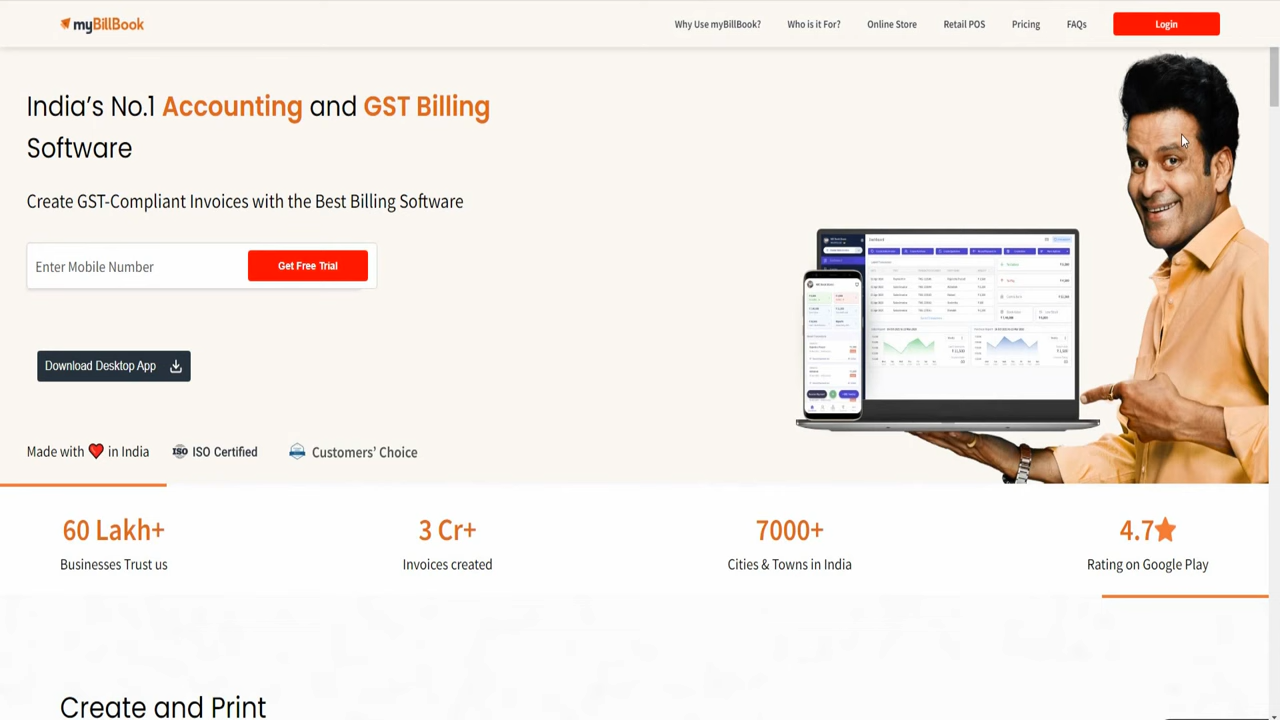 myBillBook
Why Use myBillBook? Who is it For? Online Store Retail POS Pricing FAQs Login
India's No.1 Accounting and GST Billing
Software
Create GST-Compliant Invoices with the Best Billing Software
Enter Mobile Number Get Free Trial
Download Desktop App
Made with in India ISO ISO Certified Customers' Choice
60 Lakh+ 3 Cr+ 7000+ 4.7
Businesses Trust us Invoices created Cities & Towns in India Rating on Google Play
Create and Print